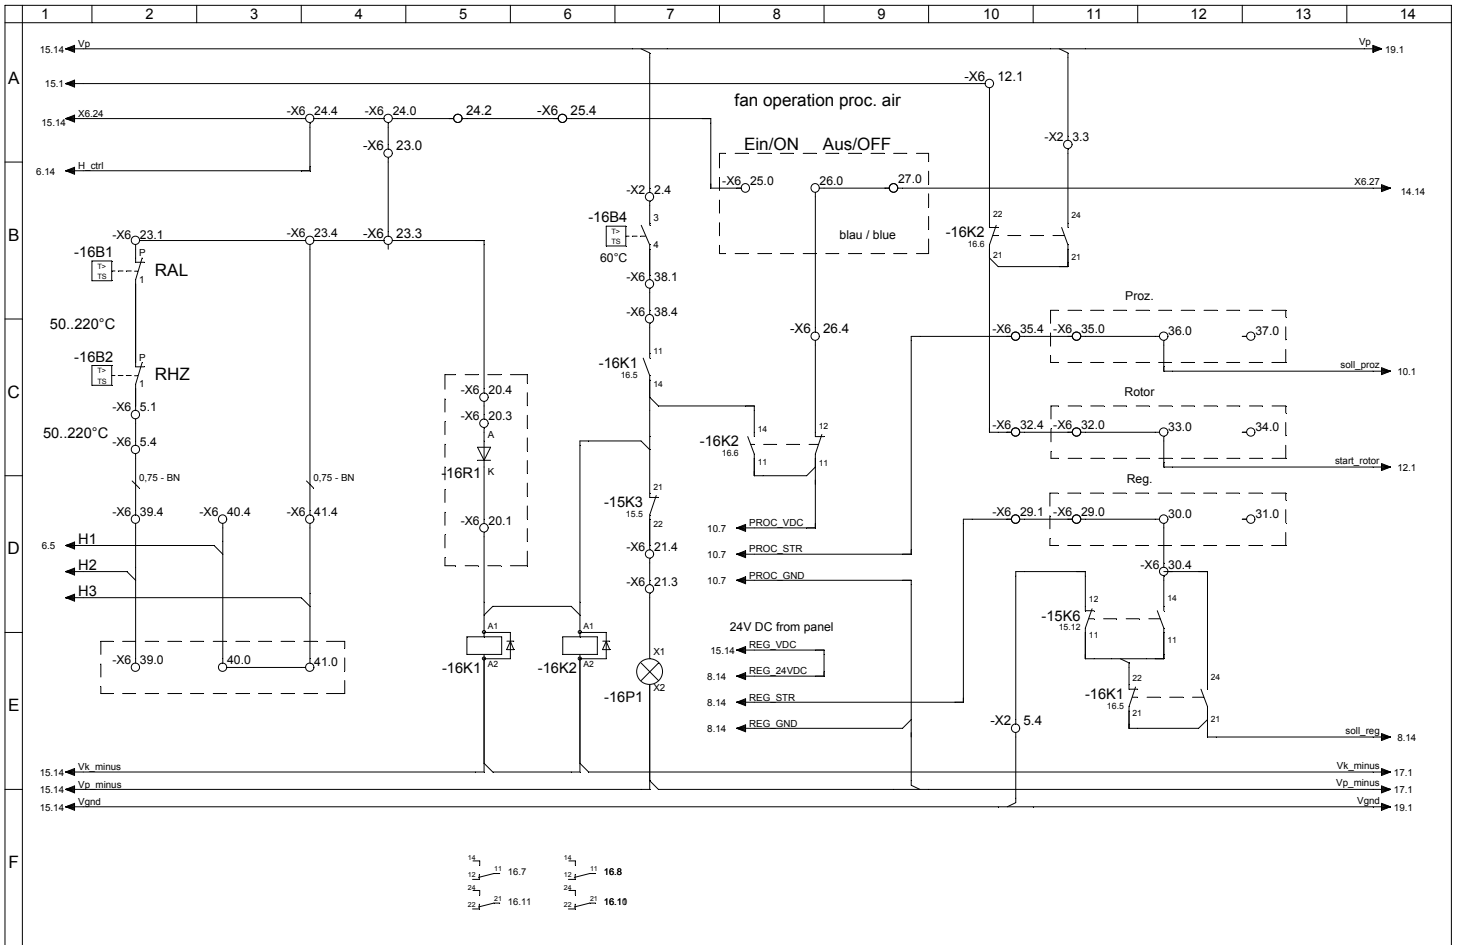 1 2 3 4 5 6 7 8 9 10 11 12 13 14
A
B
C
D
E
F
15.14 Vp Vp 19.1
15.1 -X6 12.1
fan operation proc. air
15.14 X6.24 -X6 24.4 -X6 24.0 24.2 -X6 25.4
-X2 3.3
Ein/ON Aus/OFF
-X6 23.0
6.14 H_ctrl
-X6 25.0 26.0 27.0 X6.27 14.14
-X2 2.4
-16B4 3
T>
TS
4
60°C
22 24
-16K2
16.6
21 21
-X6 23.1 -X6 23.4 -X6 23.3
blau / blue
-16B1 P
T>
TS
1
RAL
-X6 38.1
-X6 38.4
50..220°C
Proz.
-X6 26.4
-X6 35.4 -X6 35.0 36.0 37.0
-16B2 P
T>
TS
1
RHZ
-16K1 11
16.5
14
soll_proz 10.1
-X6 20.4
-X6 5.1
-X6 20.3
Rotor
50..220°C
-X6 5.4
A
-16R1 K
14 12
-16K2
16.6
11 11
-X6 32.4 -X6 32.0 33.0 34.0
start_rotor 12.1
0,75 - BN 0,75 - BN
Reg.
21
-15K3
15.5
22
-X6 39.4 -X6 40.4 -X6 41.4 -X6 20.1
-X6 29.1 -X6 29.0 30.0 31.0
10.7 PROC_VDC
6.5 H1
H2
H3
-X6 21.4
10.7 PROC_STR
-X6 30.4
-X6 21.3
10.7 PROC_GND
12 14
-15K6
15.12
11 11
24V DC from panel
A1 A1
-16K1 A2 -16K2 A2
X1
-16P1 X2
15.14 REG_VDC
8.14 REG_24VDC
8.14 REG_STR
8.14 REG_GND
-X6 39.0 40.0 41.0
22 24
-16K1
16.5
21 21
-X2 5.4
soll_reg 8.14
15.14 Vk_minus Vk_minus 17.1
15.14 Vp_minus Vp_minus 17.1
15.14 Vgnd Vgnd 19.1
14 14
12 11 16.7 12 11 16.8
24 24
22 21 16.11 22 21 16.10